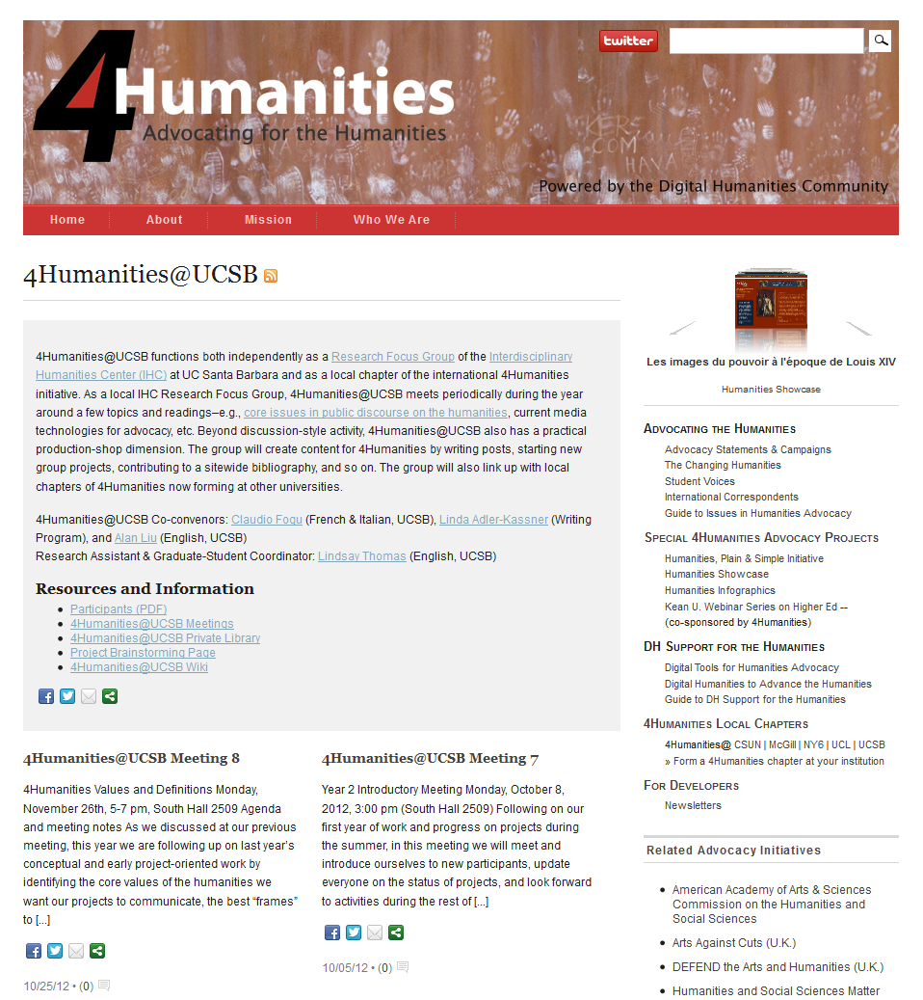 4Humanities
Advocating for the Humanities
twitter
KERS
COM
HAVA
Powered by the Digital Humanities Community
Home
About
Mission
Who We Are
4Humanities@UCSB
4Humanities@UCSB functions both independently as a Research Focus Group of the Interdisciplinary
Humanities Center (IHC) at UC Santa Barbara and as a local chapter of the international 4Humanities
initiative. As a local IHC Research Focus Group, 4Humanities@UCSB meets periodically during the year
around a few topics and readings–e.g., core issues in public discourse on the humanities, current media
technologies for advocacy, etc. Beyond discussion-style activity, 4Humanities@UCSB also has a practical
production-shop dimension. The group will create content for 4Humanities by writing posts, starting new
group projects, contributing to a sitewide bibliography, and so on. The group will also link up with local
chapters of 4Humanities now forming at other universities.
4Humanities@UCSB Co-convenors: Claudio Fogu (French & Italian, UCSB), Linda Adler-Kassner (Writing
Program), and Alan Liu (English, UCSB)
Research Assistant & Graduate-Student Coordinator: Lindsay Thomas (English, UCSB)
Resources and Information
Participants (PDF)
4Humanities@UCSB Meetings
4Humanities@UCSB Private Library
Project Brainstorming Page
4Humanities@UCSB Wiki
4Humanities@UCSB Meeting 8
4Humanities Values and Definitions Monday,
November 26th, 5-7 pm, South Hall 2509 Agenda
and meeting notes As we discussed at our previous
meeting, this year we are following up on last year's
conceptual and early project-oriented work by
identifying the core values of the humanities we
want our projects to communicate, the best “frames”
to [...]
10/25/12 • (0)
4Humanities@UCSB Meeting 7
Year 2 Introductory Meeting Monday, October 8,
2012, 3:00 pm (South Hall 2509) Following on our
first year of work and progress on projects during
the summer, in this meeting we will meet and
introduce ourselves to new participants, update
everyone on the status of projects, and look forward
to activities during the rest of [...]
10/05/12 • (0)
Les images du pouvoir à l'époque de Louis XIV
Humanities Showcase
Advocating the Humanities
Advocacy Statements & Campaigns
The Changing Humanities
Student Voices
International Correspondents
Guide to Issues in Humanities Advocacy
Special 4Humanities Advocacy Projects
Humanities, Plain & Simple Initiative
Humanities Showcase
Humanities Infographics
Kean U. Webinar Series on Higher Ed --
(co-sponsored by 4Humanities)
DH Support for the Humanities
Digital Tools for Humanities Advocacy
Digital Humanities to Advance the Humanities
Guide to DH Support for the Humanities
4Humanities Local Chapters
4Humanities@ CSUN | McGill | NY6 | UCL | UCSB
» Form a 4Humanities chapter at your institution
For Developers
Newsletters
Related Advocacy Initiatives
American Academy of Arts & Sciences
Commission on the Humanities and
Social Sciences
Arts Against Cuts (U.K.)
DEFEND the Arts and Humanities (U.K.)
Humanities and Social Sciences Matter